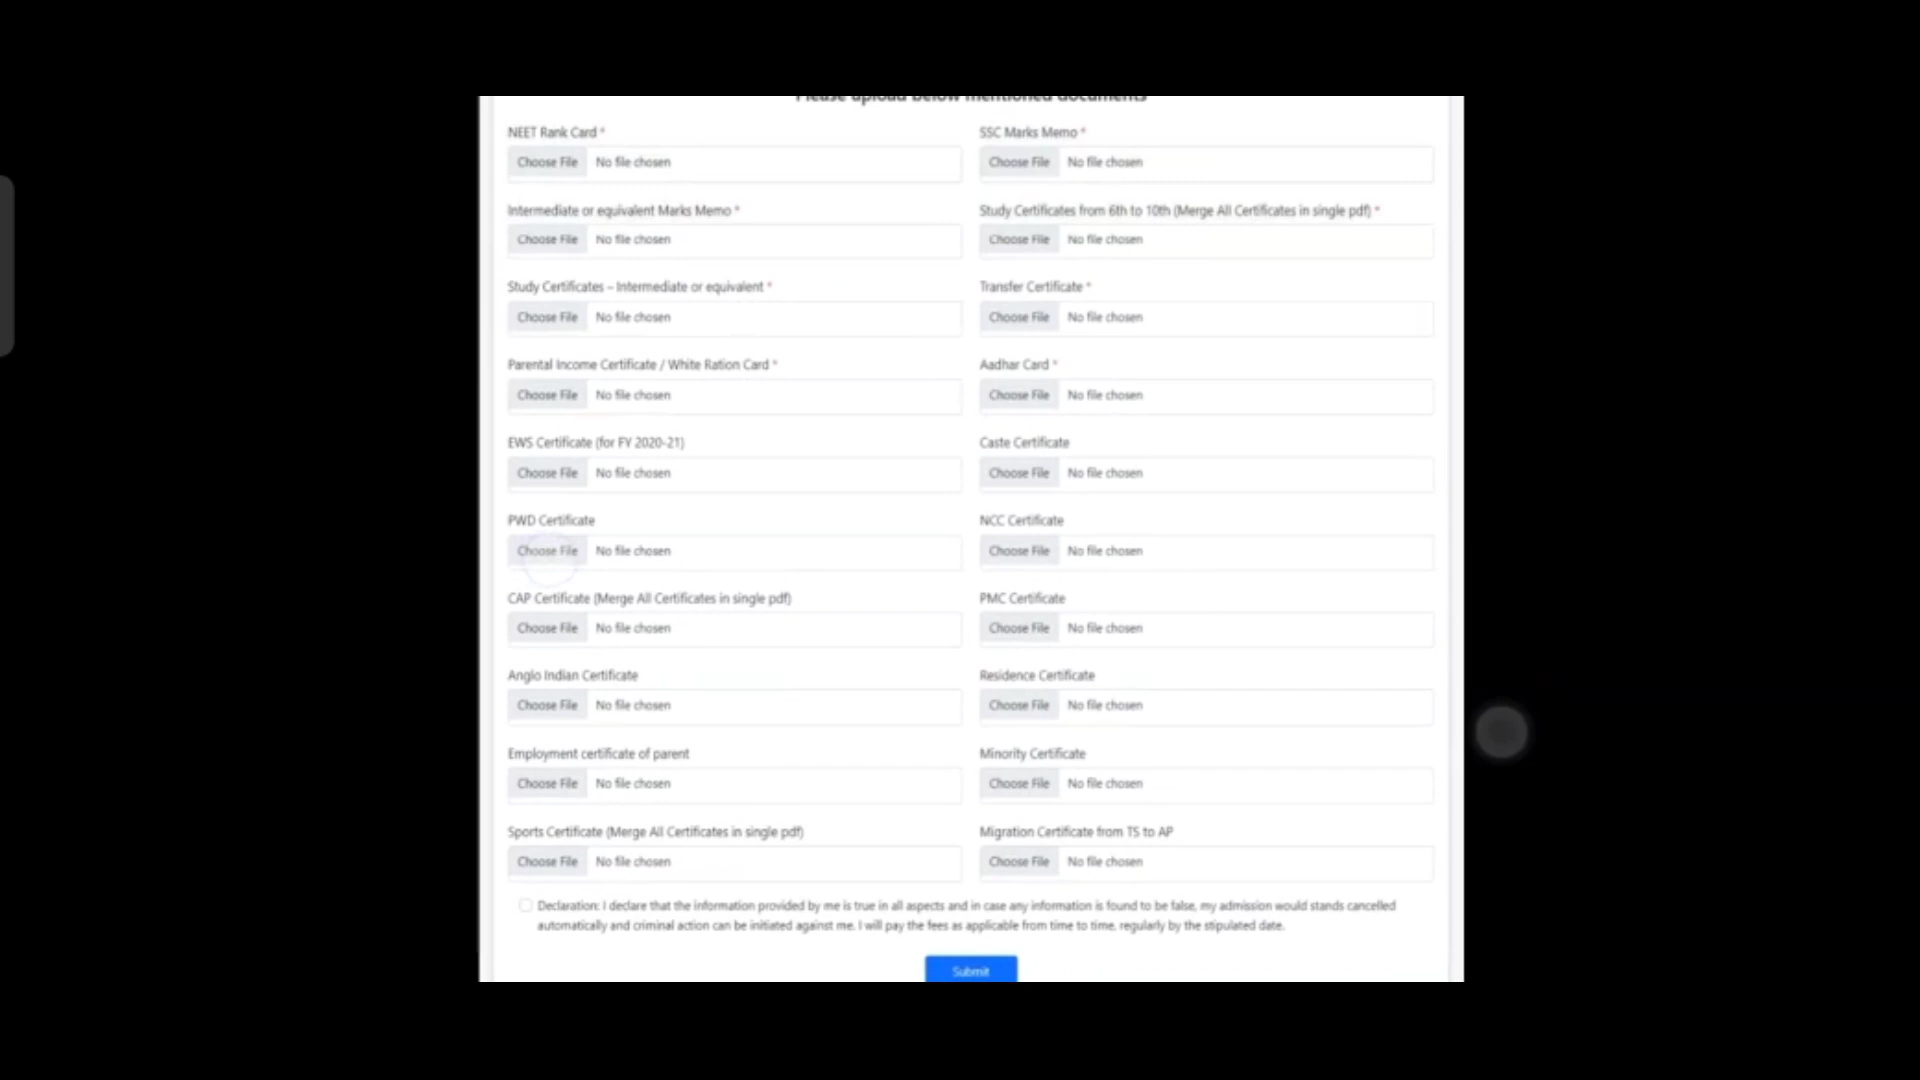 Please upload below mentioned documents
NEET Rank Card * SSC Marks Memo *
Choose File No file chosen Choose File No file chosen
Intermediate or equivalent Marks Memo * Study Certificates from 6th to 10th (Merge All Certificates in single pdf) *
Choose File No file chosen Choose File No file chosen
Study Certificates – Intermediate or equivalent * Transfer Certificate *
Choose File No file chosen Choose File No file chosen
Parental Income Certificate / White Ration Card * Aadhar Card *
Choose File No file chosen Choose File No file chosen
EWS Certificate (for FY 2020-21) Caste Certificate
Choose File No file chosen Choose File No file chosen
PWD Certificate NCC Certificate
Choose File No file chosen Choose File No file chosen
CAP Certificate (Merge All Certificates in single pdf) PMC Certificate
Choose File No file chosen Choose File No file chosen
Anglo Indian Certificate Residence Certificate
Choose File No file chosen Choose File No file chosen
Employment certificate of parent Minority Certificate
Choose File No file chosen Choose File No file chosen
Sports Certificate (Merge All Certificates in single pdf) Migration Certificate from TS to AP
Choose File No file chosen Choose File No file chosen
Declaration: I declare that the information provided by me is true in all aspects and in case any information is found to be false, my admission would stands cancelled
automatically and criminal action can be initiated against me. I will pay the fees as applicable from time to time, regularly by the stipulated date.
Submit